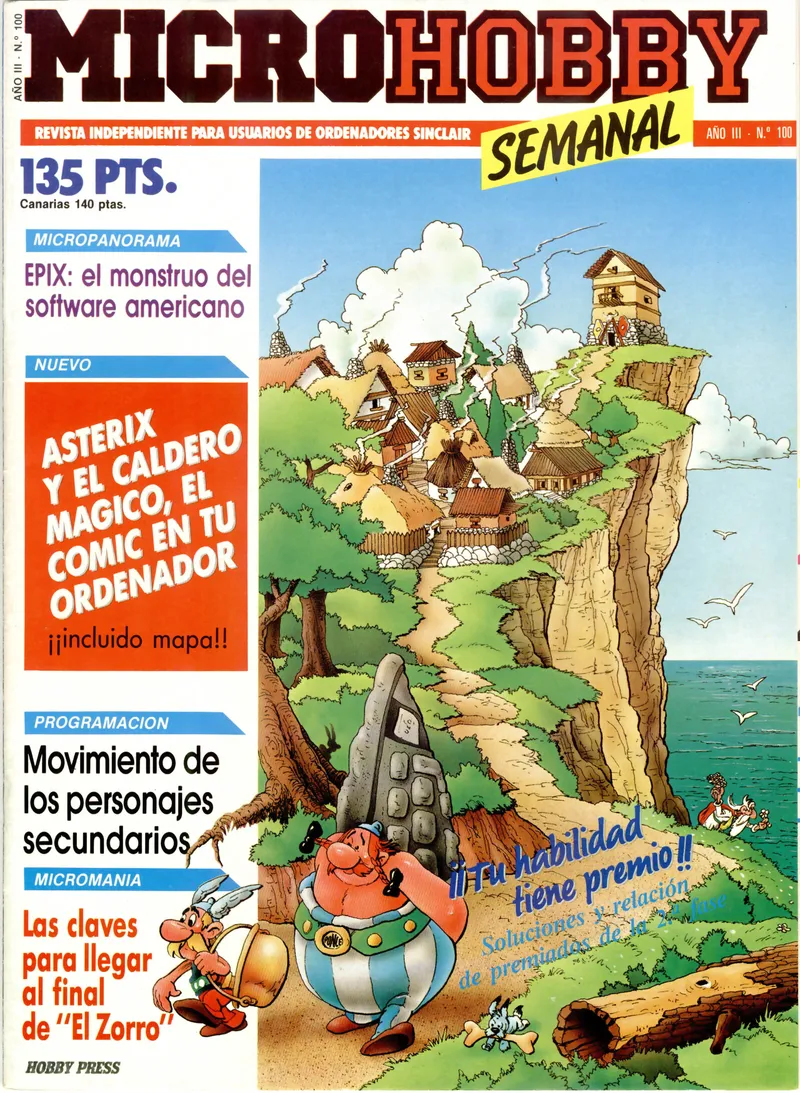 AÑO III - N.º 100
MICROHOBBY
REVISTA INDEPENDIENTE PARA USUARIOS DE ORDENADORES SINCLAIR
SEMANAL
AÑO III - N.º 100
135 PTS.
Canarias 140 ptas.
MICROPANORAMA
EPIX: el monstruo del
software americano
NUEVO
ASTERIX
Y EL CALDERO
MAGICO, EL
COMIC EN TU
ORDENADOR
¡¡incluido mapa!!
PROGRAMACION
Movimiento de
los personajes
secundarios
MICROMANIA
Las claves
para llegar
al final
de "El Zorro"
¡¡Tu habilidad
tiene premio!!
Soluciones y relación
de premiados de la 2.ª fase
HOBBY PRESS